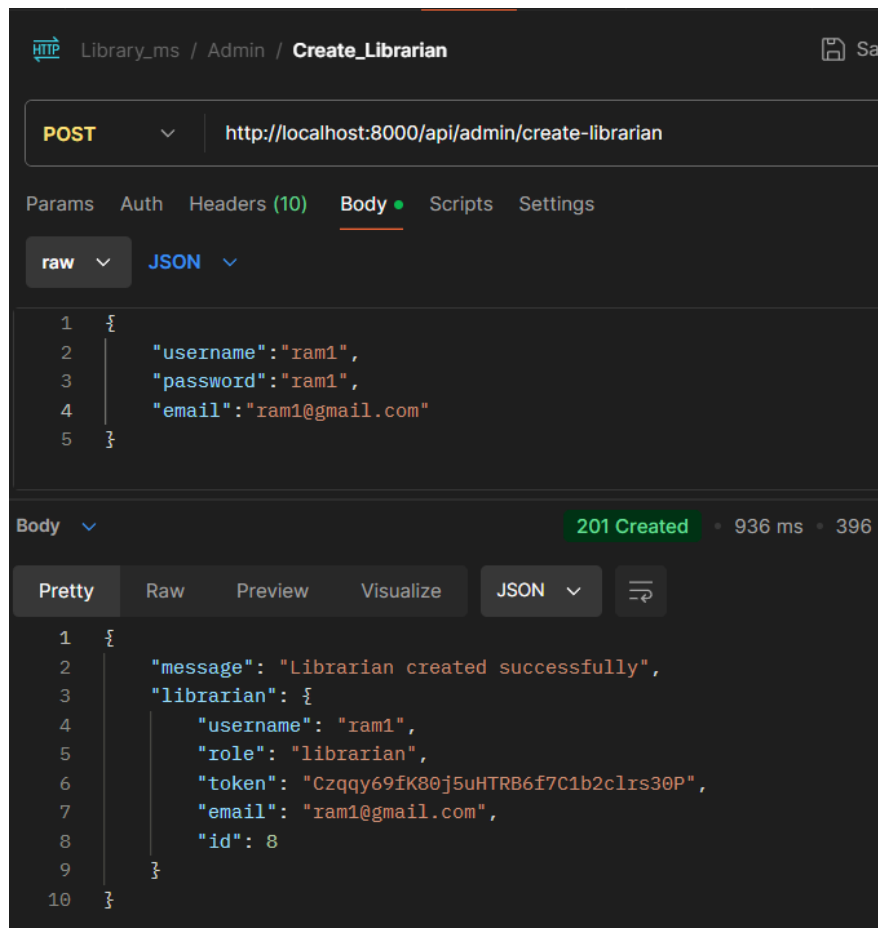 HTTP Library_ms / Admin / Create_Librarian Sa
POST http://localhost:8000/api/admin/create-librarian
Params Auth Headers (10) Body Scripts Settings
raw JSON
1 {
2 "username":"ram1",
3 "password":"ram1",
4 "email":"ram1@gmail.com"
5 }
Body 201 Created • 936 ms • 396
Pretty Raw Preview Visualize JSON
1 {
2 "message": "Librarian created successfully",
3 "librarian": {
4 "username": "ram1",
5 "role": "librarian",
6 "token": "Czqqy69fK80j5uHTRB6f7C1b2clrs30P",
7 "email": "ram1@gmail.com",
8 "id": 8
9 }
10 }